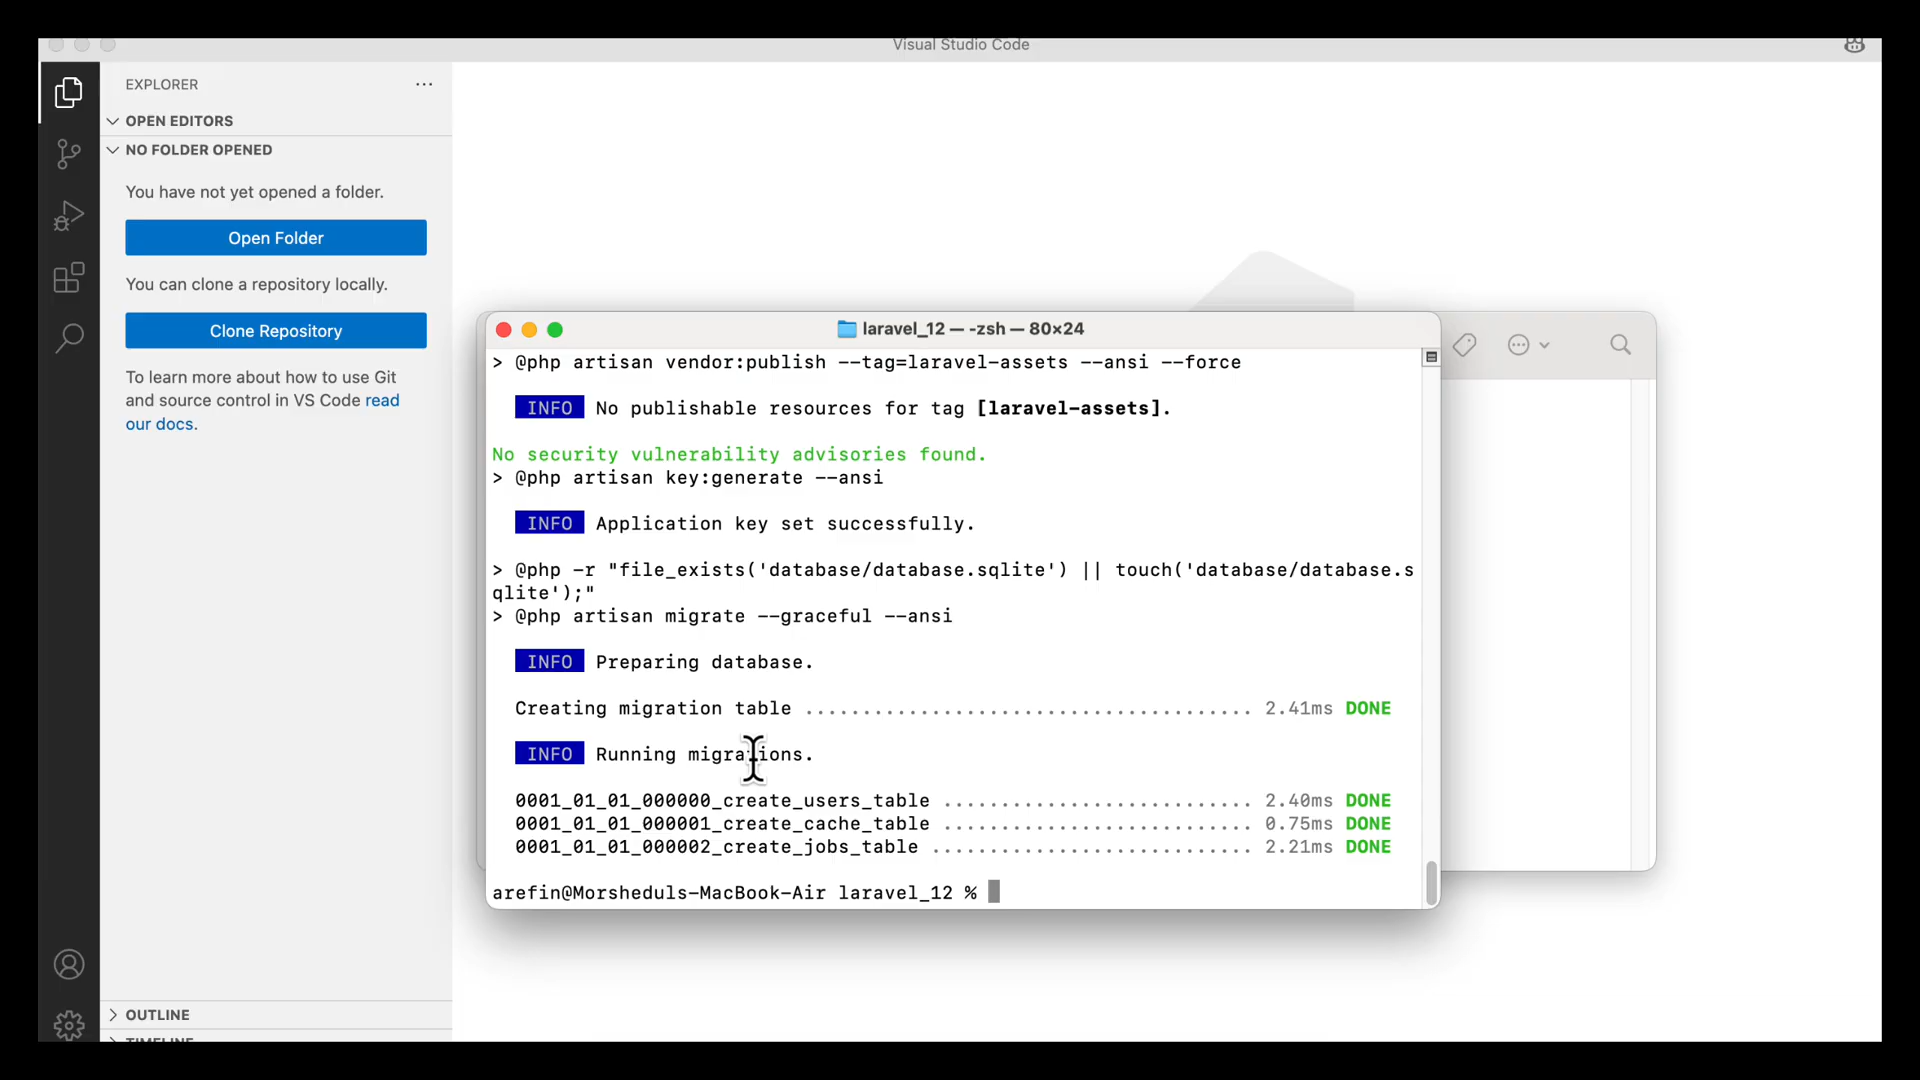 Visual Studio Code
EXPLORER
OPEN EDITORS
NO FOLDER OPENED
You have not yet opened a folder.
Open Folder
You can clone a repository locally.
Clone Repository
To learn more about how to use Git
and source control in VS Code read
our docs.
OUTLINE
TIMELINE
laravel_12 — -zsh — 80×24
> @php artisan vendor:publish --tag=laravel-assets --ansi --force
INFO No publishable resources for tag [laravel-assets].
No security vulnerability advisories found.
> @php artisan key:generate --ansi
INFO Application key set successfully.
> @php -r "file_exists('database/database.sqlite') || touch('database/database.s
qlite');"
> @php artisan migrate --graceful --ansi
INFO Preparing database.
Creating migration table ....................................... 2.41ms DONE
INFO Running migrations.
0001_01_01_000000_create_users_table ........................... 2.40ms DONE
0001_01_01_000001_create_cache_table ........................... 0.75ms DONE
0001_01_01_000002_create_jobs_table ............................ 2.21ms DONE
arefin@Morsheduls-MacBook-Air laravel_12 %